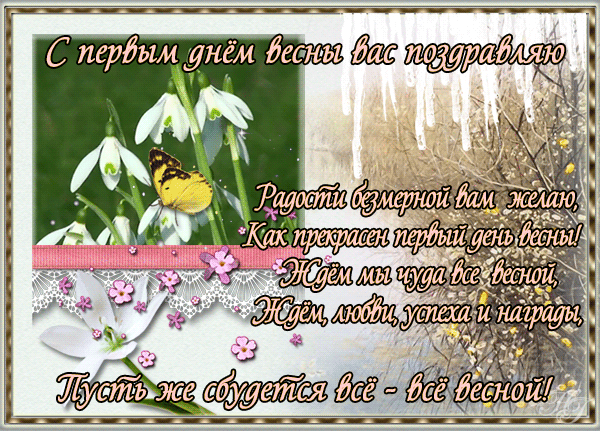 С первым днём весны вас поздравляю
Радости безмерной вам желаю,
Как прекрасен первый день весны!
Ждём мы чуда все весной,
Ждём, любви, успеха и награды,
Пусть же сбудется всё - всё весной!